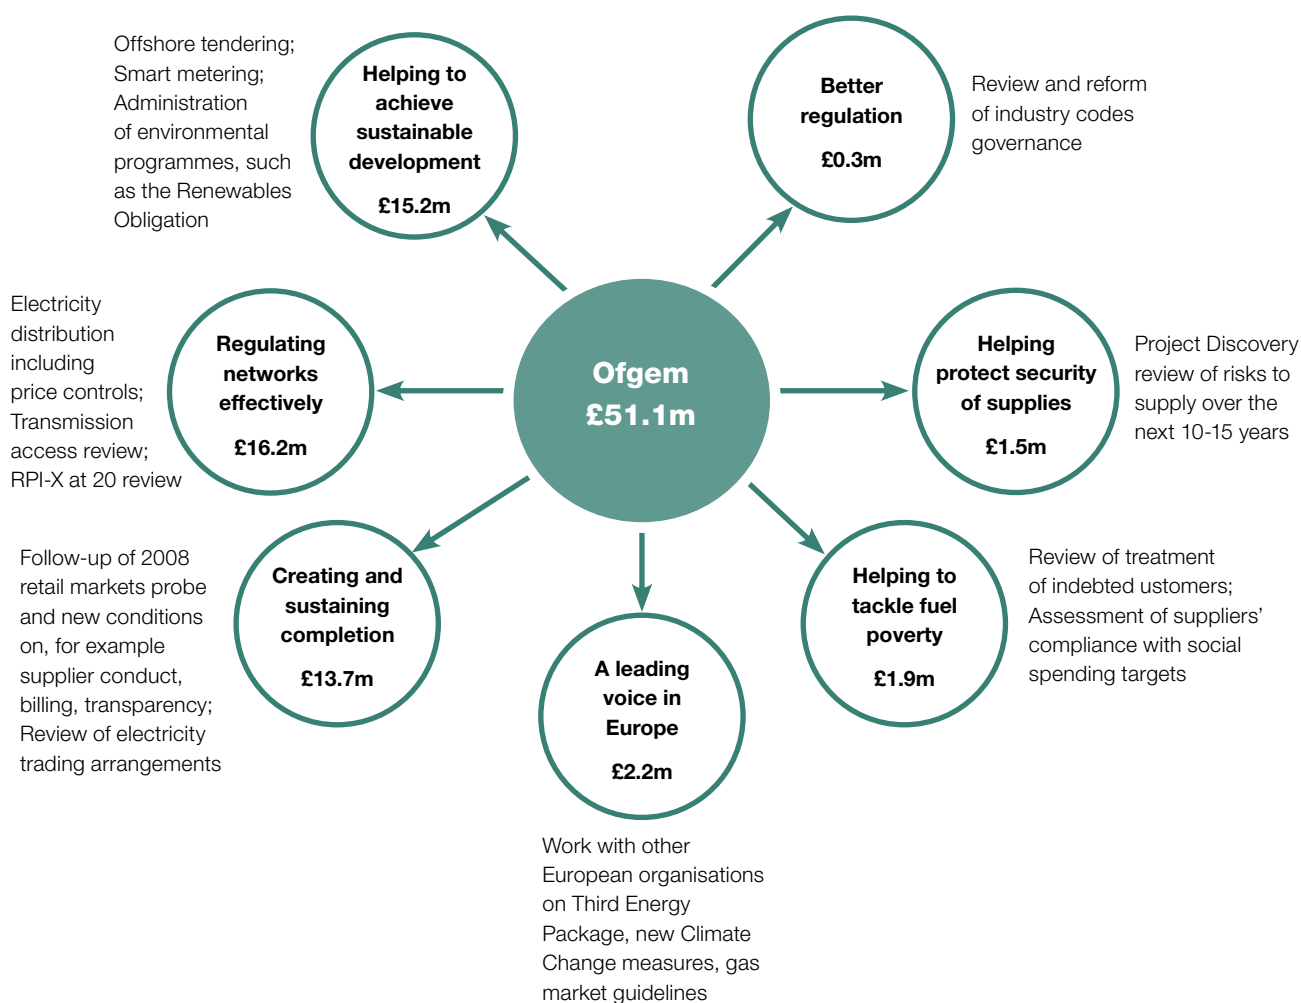 Offshore tendering;
Smart metering;
Administration
of environmental
programmes, such
as the Renewables
Obligation
Helping to
achieve
sustainable
development
£15.2m
Better
regulation
£0.3m
Review and reform
of industry codes
governance
Electricity
distribution
including
price controls;
Transmission
access review;
RPI-X at 20 review
Regulating
networks
effectively
£16.2m
Ofgem
£51.1m
Helping
protect security
of supplies
£1.5m
Project Discovery
review of risks to
supply over the
next 10-15 years
Follow-up of 2008
retail markets probe
and new conditions
on, for example
supplier conduct,
billing, transparency;
Review of electricity
trading arrangements
Creating and
sustaining
completion
£13.7m
A leading
voice in
Europe
£2.2m
Work with other
European organisations
on Third Energy
Package, new Climate
Change measures, gas
market guidelines
Helping to
tackle fuel
poverty
£1.9m
Review of treatment
of indebted ustomers;
Assessment of suppliers’
compliance with social
spending targets